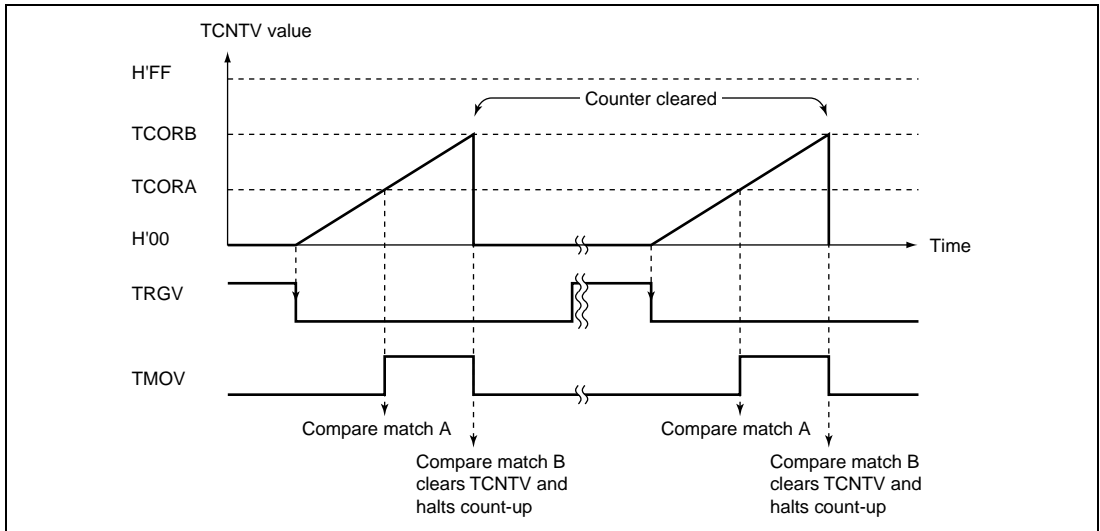 TCNTV value
H'FF
Counter cleared
TCORB
TCORA
H'00
Time
TRGV
TMOV
Compare match A
Compare match A
Compare match B
clears TCNTV and
halts count-up
Compare match B
clears TCNTV and
halts count-up